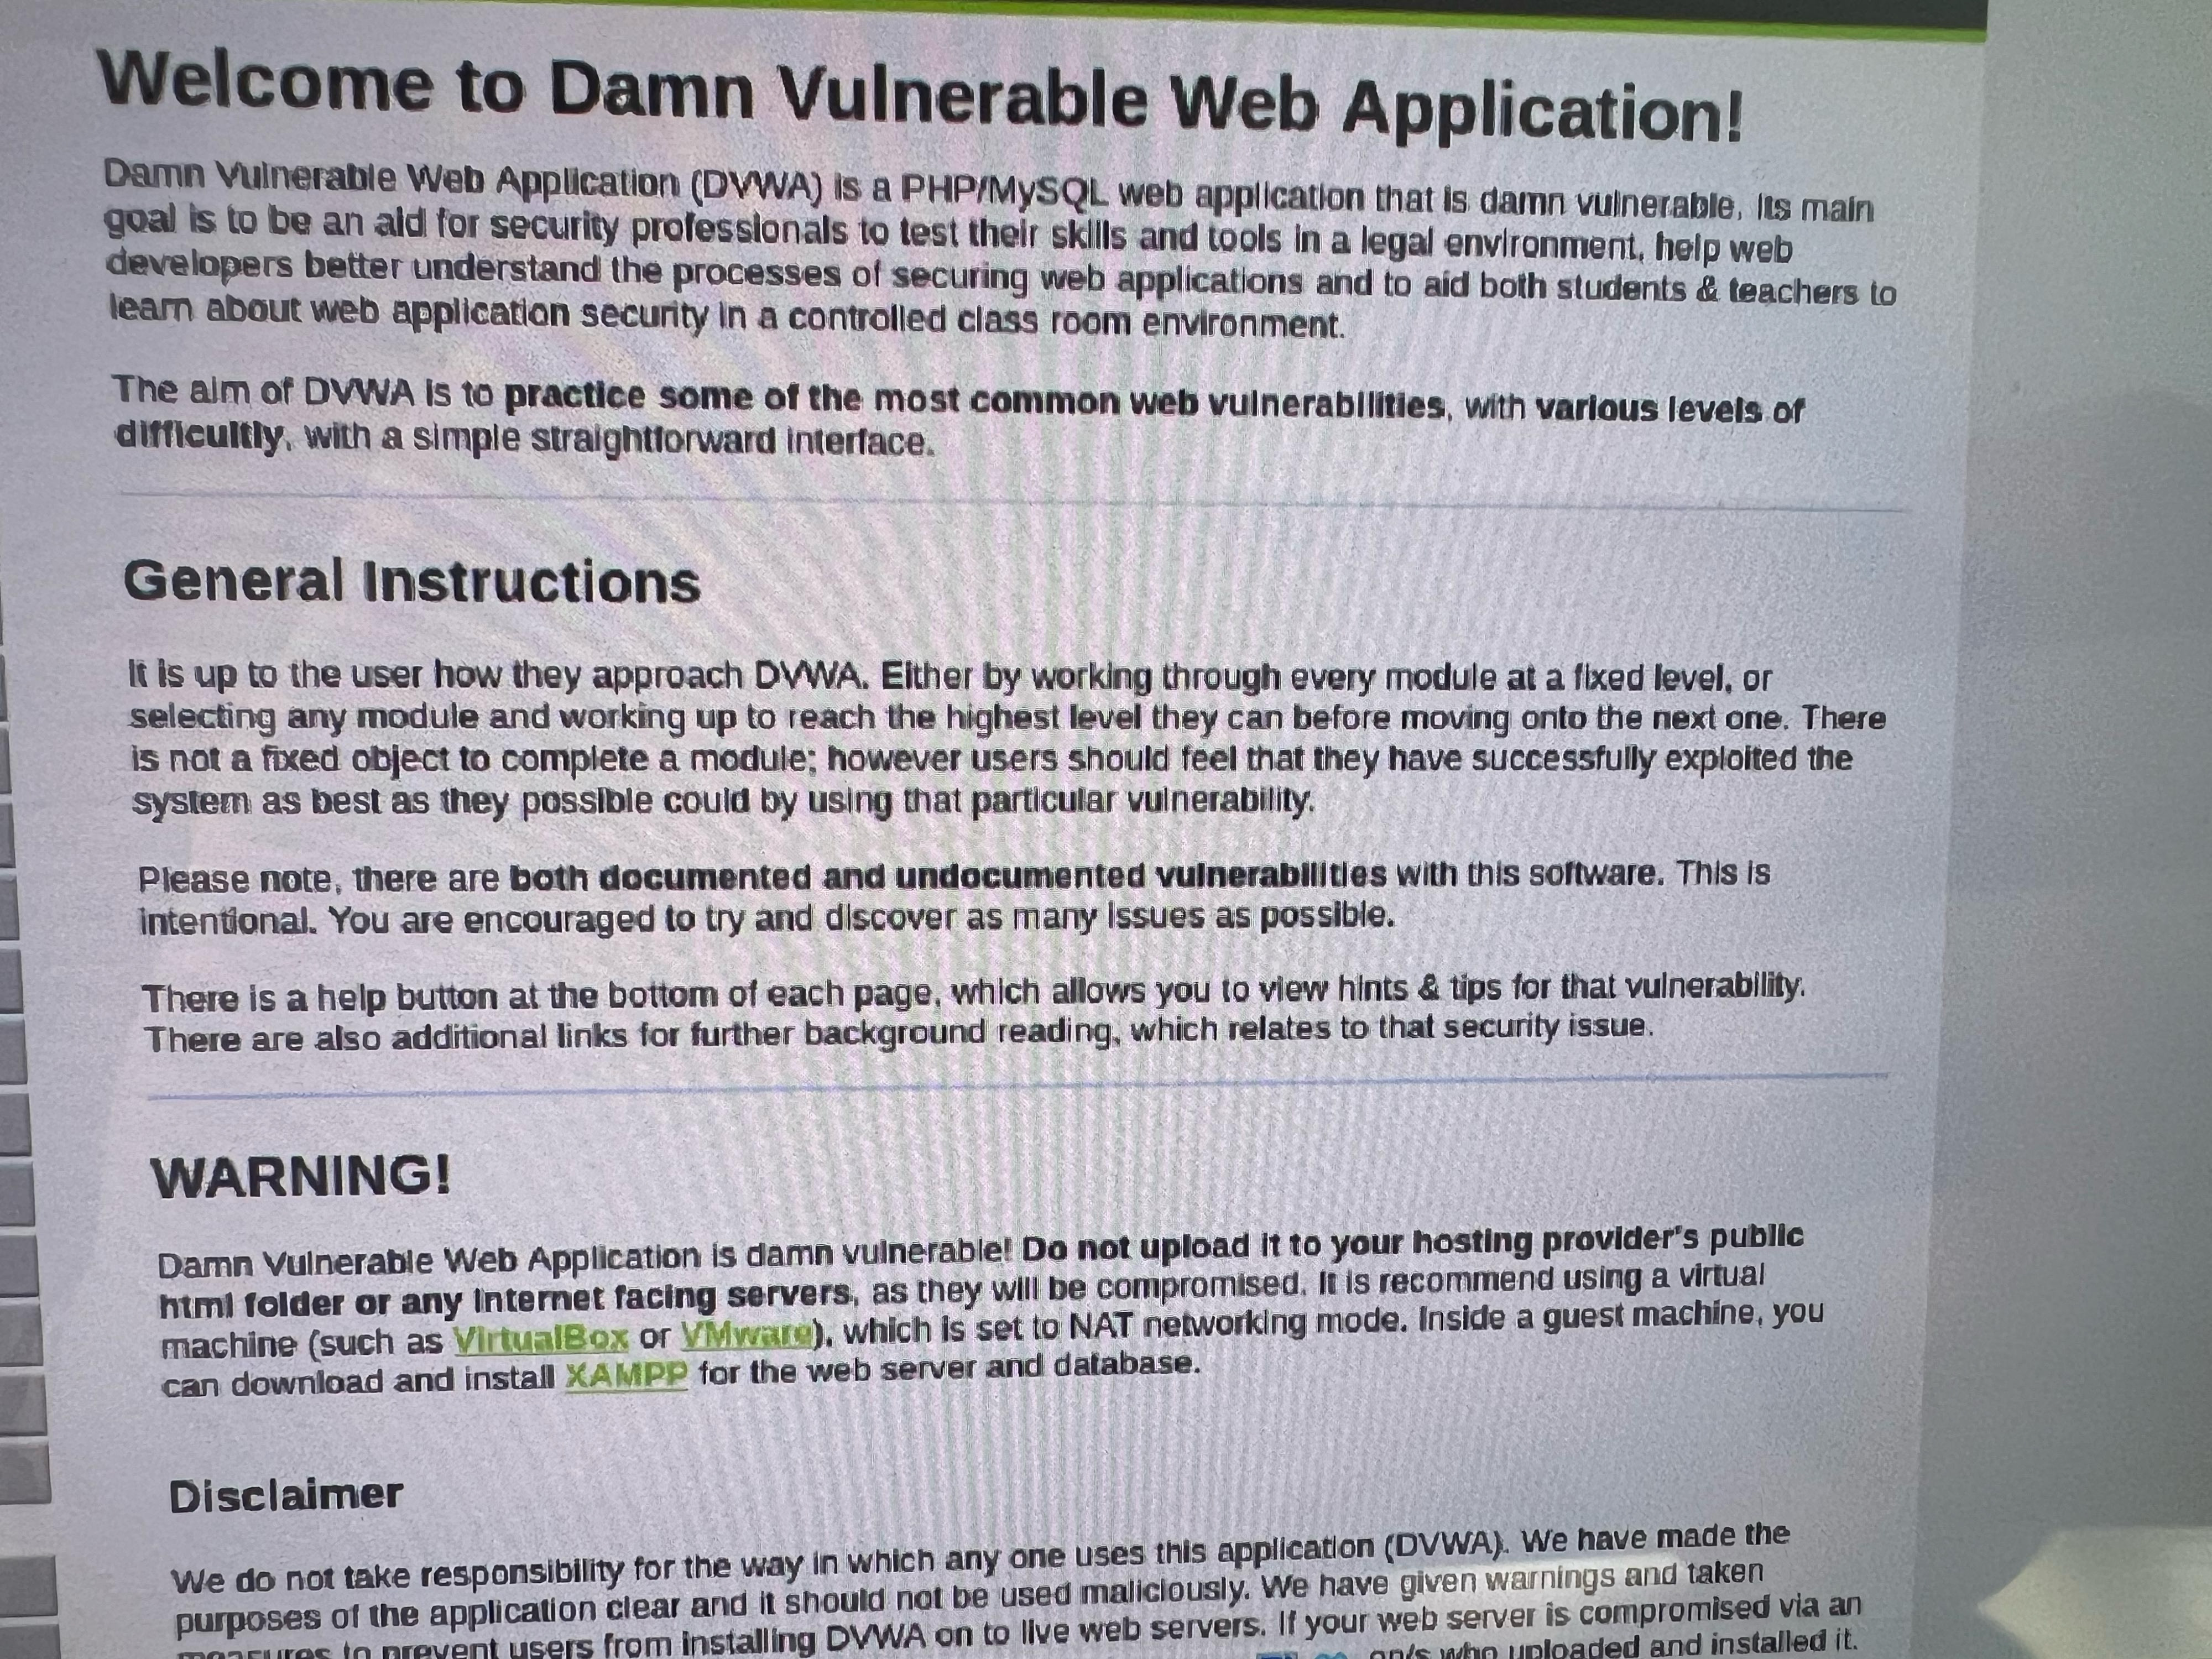 Welcome to Damn Vulnerable Web Application!
Damn Vulnerable Web Application (DVWA) is a PHP/MySQL web application that is damn vulnerable. Its main
goal is to be an aid for security professionals to test their skills and tools in a legal environment, help web
developers better understand the processes of securing web applications and to aid both students & teachers to
learn about web application security in a controlled class room environment.
The aim of DVWA is to practice some of the most common web vulnerabilities, with various levels of
difficultly, with a simple straightforward interface.
General Instructions
It is up to the user how they approach DVWA. Either by working through every module at a fixed level, or
selecting any module and working up to reach the highest level they can before moving onto the next one. There
is not a fixed object to complete a module; however users should feel that they have successfully exploited the
system as best as they possible could by using that particular vulnerability.
Please note, there are both documented and undocumented vulnerabilities with this software. This is
intentional. You are encouraged to try and discover as many issues as possible.
There is a help button at the bottom of each page, which allows you to view hints & tips for that vulnerability.
There are also additional links for further background reading, which relates to that security issue.
WARNING!
Damn Vulnerable Web Application is damn vulnerable! Do not upload it to your hosting provider's public
html folder or any Internet facing servers, as they will be compromised. It is recommend using a virtual
machine (such as VirtualBox or VMware), which is set to NAT networking mode. Inside a guest machine, you
can download and install XAMPP for the web server and database.
Disclaimer
We do not take responsibility for the way in which any one uses this application (DVWA). We have made the
purposes of the application clear and it should not be used maliciously. We have given warnings and taken
measures to prevent users from installing DVWA on to live web servers. If your web server is compromised via an
who uploaded and installed it.